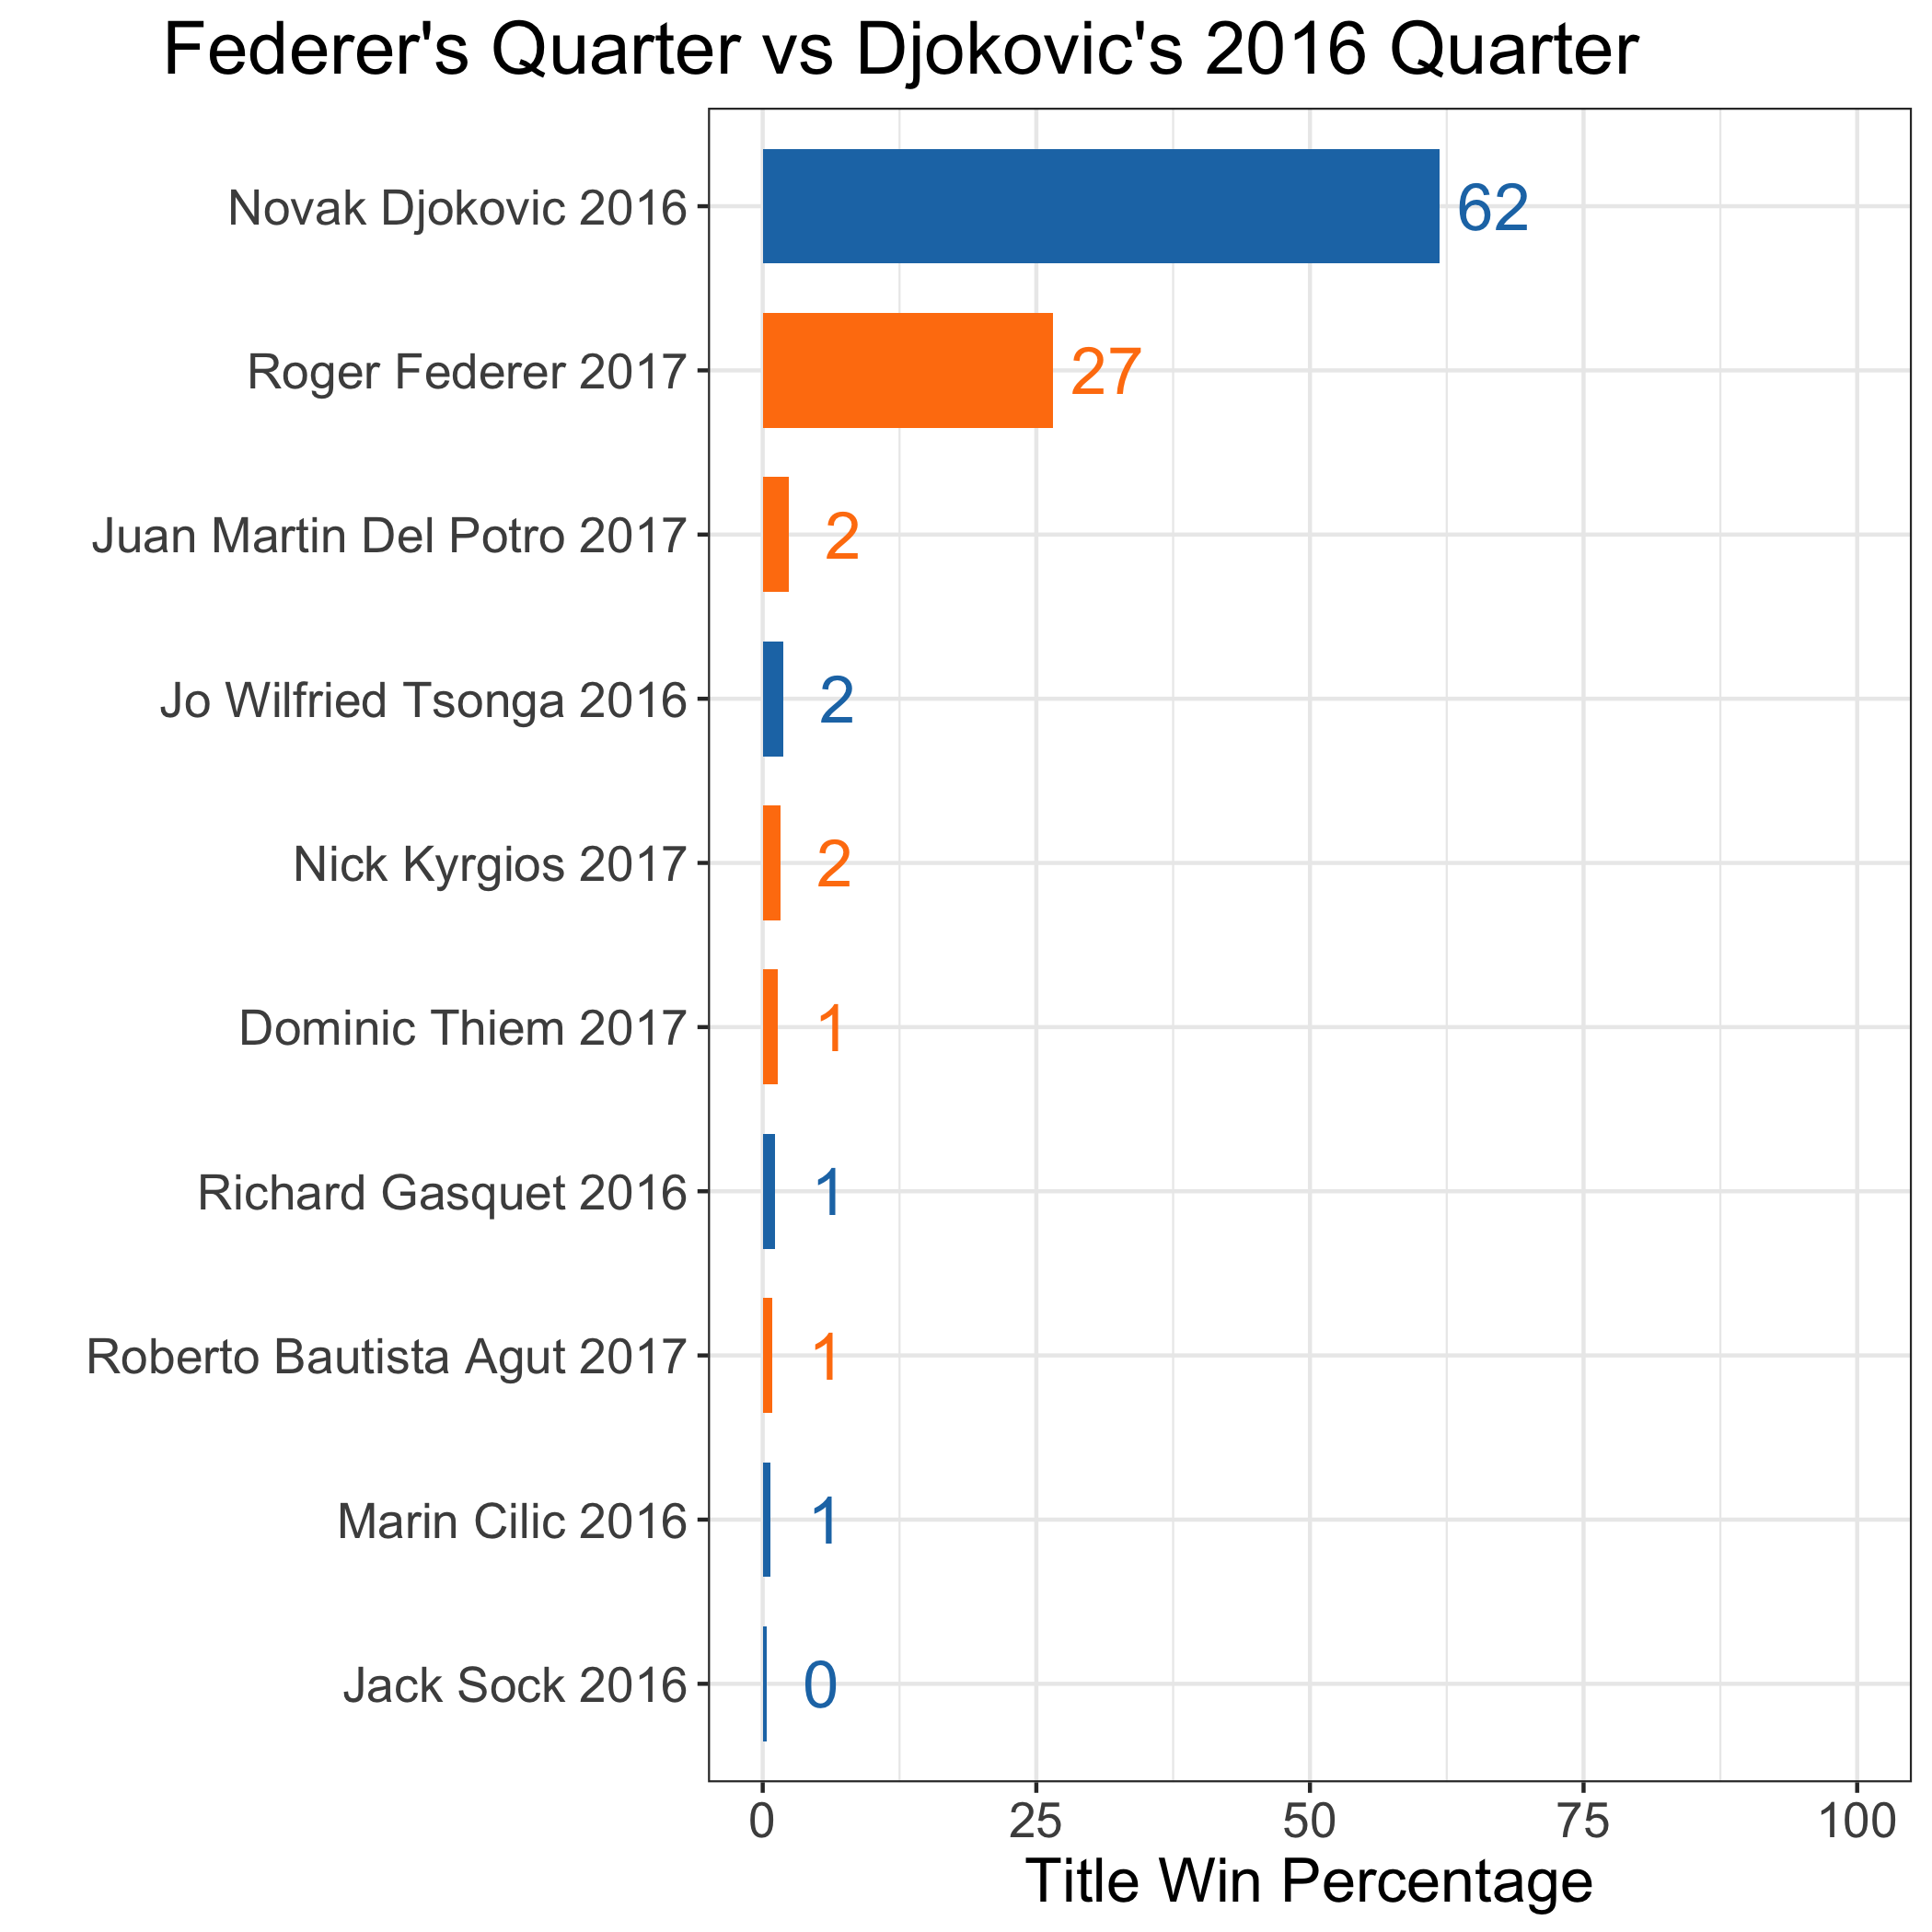 Federer's Quarter vs Djokovic's 2016 Quarter
Novak Djokovic 2016 62
Roger Federer 2017 27
Juan Martin Del Potro 2017 2
Jo Wilfried Tsonga 2016 2
Nick Kyrgios 2017 2
Dominic Thiem 2017 1
Richard Gasquet 2016 1
Roberto Bautista Agut 2017 1
Marin Cilic 2016 1
Jack Sock 2016 0
0 25 50 75 100
Title Win Percentage